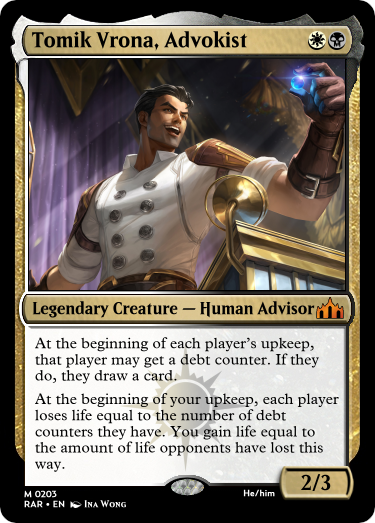 Tomik Vrona, Advokist
Legendary Creature — Human Advisor
At the beginning of each player's upkeep,
that player may get a debt counter. If they
do, they draw a card.
At the beginning of your upkeep, each player
loses life equal to the number of debt
counters they have. You gain life equal to
the amount of life opponents have lost this
way.
2/3
M 0203
RAR • EN Ina Wong
He/him